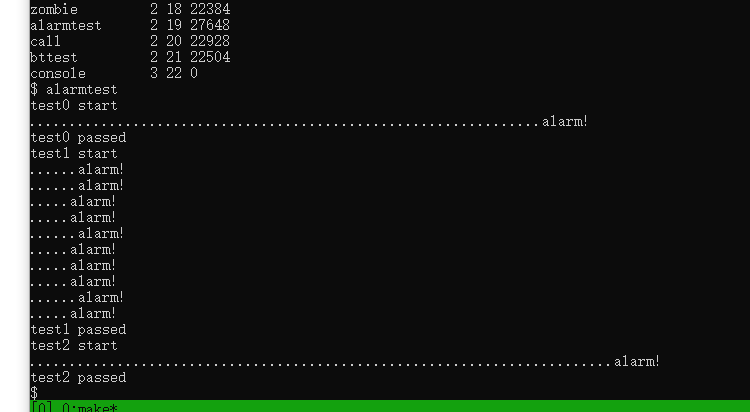 zombie         2 18 22384
alarmtest      2 19 27648
call           2 20 22928
bttest         2 21 22504
console        3 22 0
$ alarmtest
test0 start
................................................................alarm!
test0 passed
test1 start
......alarm!
......alarm!
.....alarm!
.....alarm!
......alarm!
.....alarm!
.....alarm!
.....alarm!
......alarm!
.....alarm!
test1 passed
test2 start
.........................................................................alarm!
test2 passed
$
[0] 0:make*